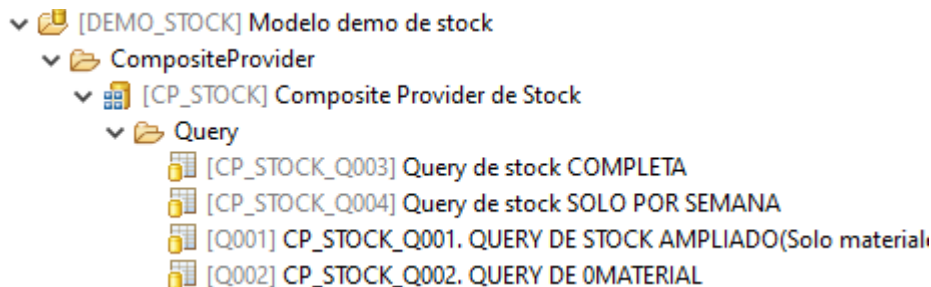 [DEMO_STOCK] Modelo demo de stock
CompositeProvider
[CP_STOCK] Composite Provider de Stock
Query
[CP_STOCK_Q003] Query de stock COMPLETA
[CP_STOCK_Q004] Query de stock SOLO POR SEMANA
[Q001] CP_STOCK_Q001. QUERY DE STOCK AMPLIADO(Solo materiale
[Q002] CP_STOCK_Q002. QUERY DE 0MATERIAL